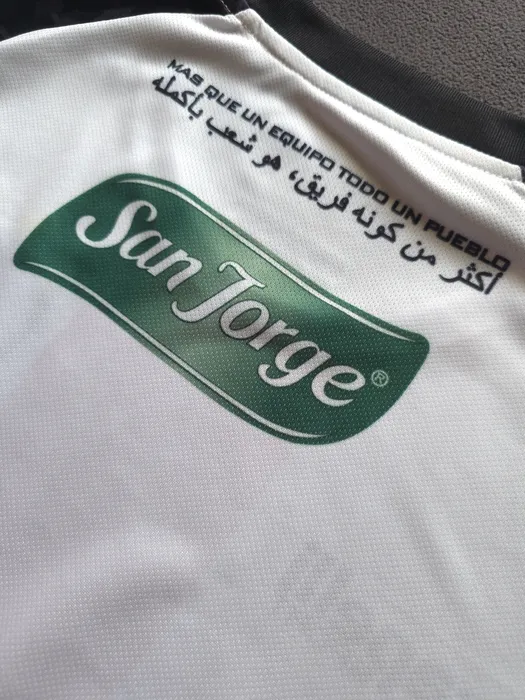 MAS QUE UN EQUIPO TODO UN PUEBLO
أكثر من كونه فريق، هو شعب بأكمله
San Jorge®